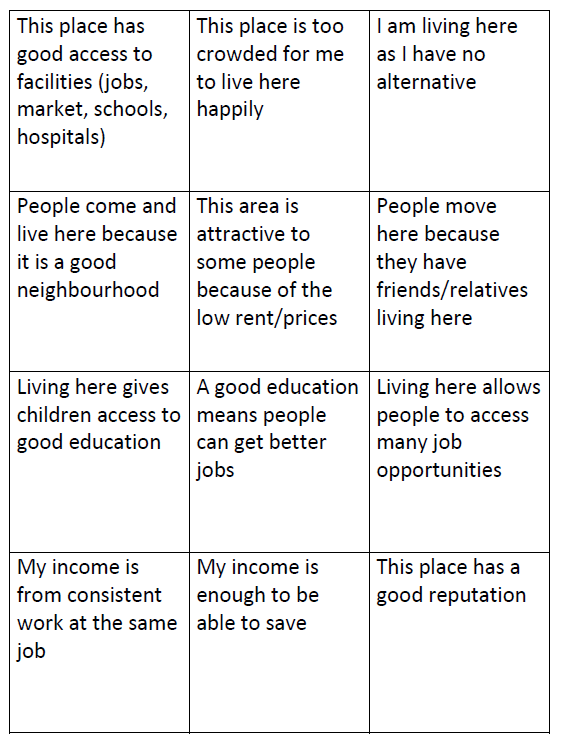 This place has
good access to
facilities (jobs,
market, schools,
hospitals)
This place is too
crowded for me
to live here
happily
I am living here
as I have no
alternative
People come and
live here because
it is a good
neighbourhood
This area is
attractive to
some people
because of the
low rent/prices
People move
here because
they have
friends/relatives
living here
Living here gives
children access to
good education
A good education
means people
can get better
jobs
Living here allows
people to access
many job
opportunities
My income is
from consistent
work at the same
job
My income is
enough to be
able to save
This place has a
good reputation